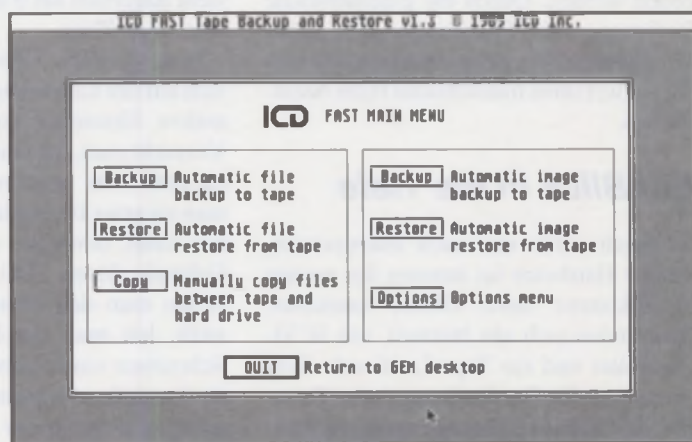 ICD FAST Tape Backup and Restore v1.3 © 1989 ICD Inc.
ICD FAST MAIN MENU
Backup Automatic file
backup to tape
Restore Automatic file
restore from tape
Copy Manually copy files
between tape and
hard drive
Backup Automatic image
backup to tape
Restore Automatic image
restore from tape
Options Options menu
QUIT Return to GEM desktop